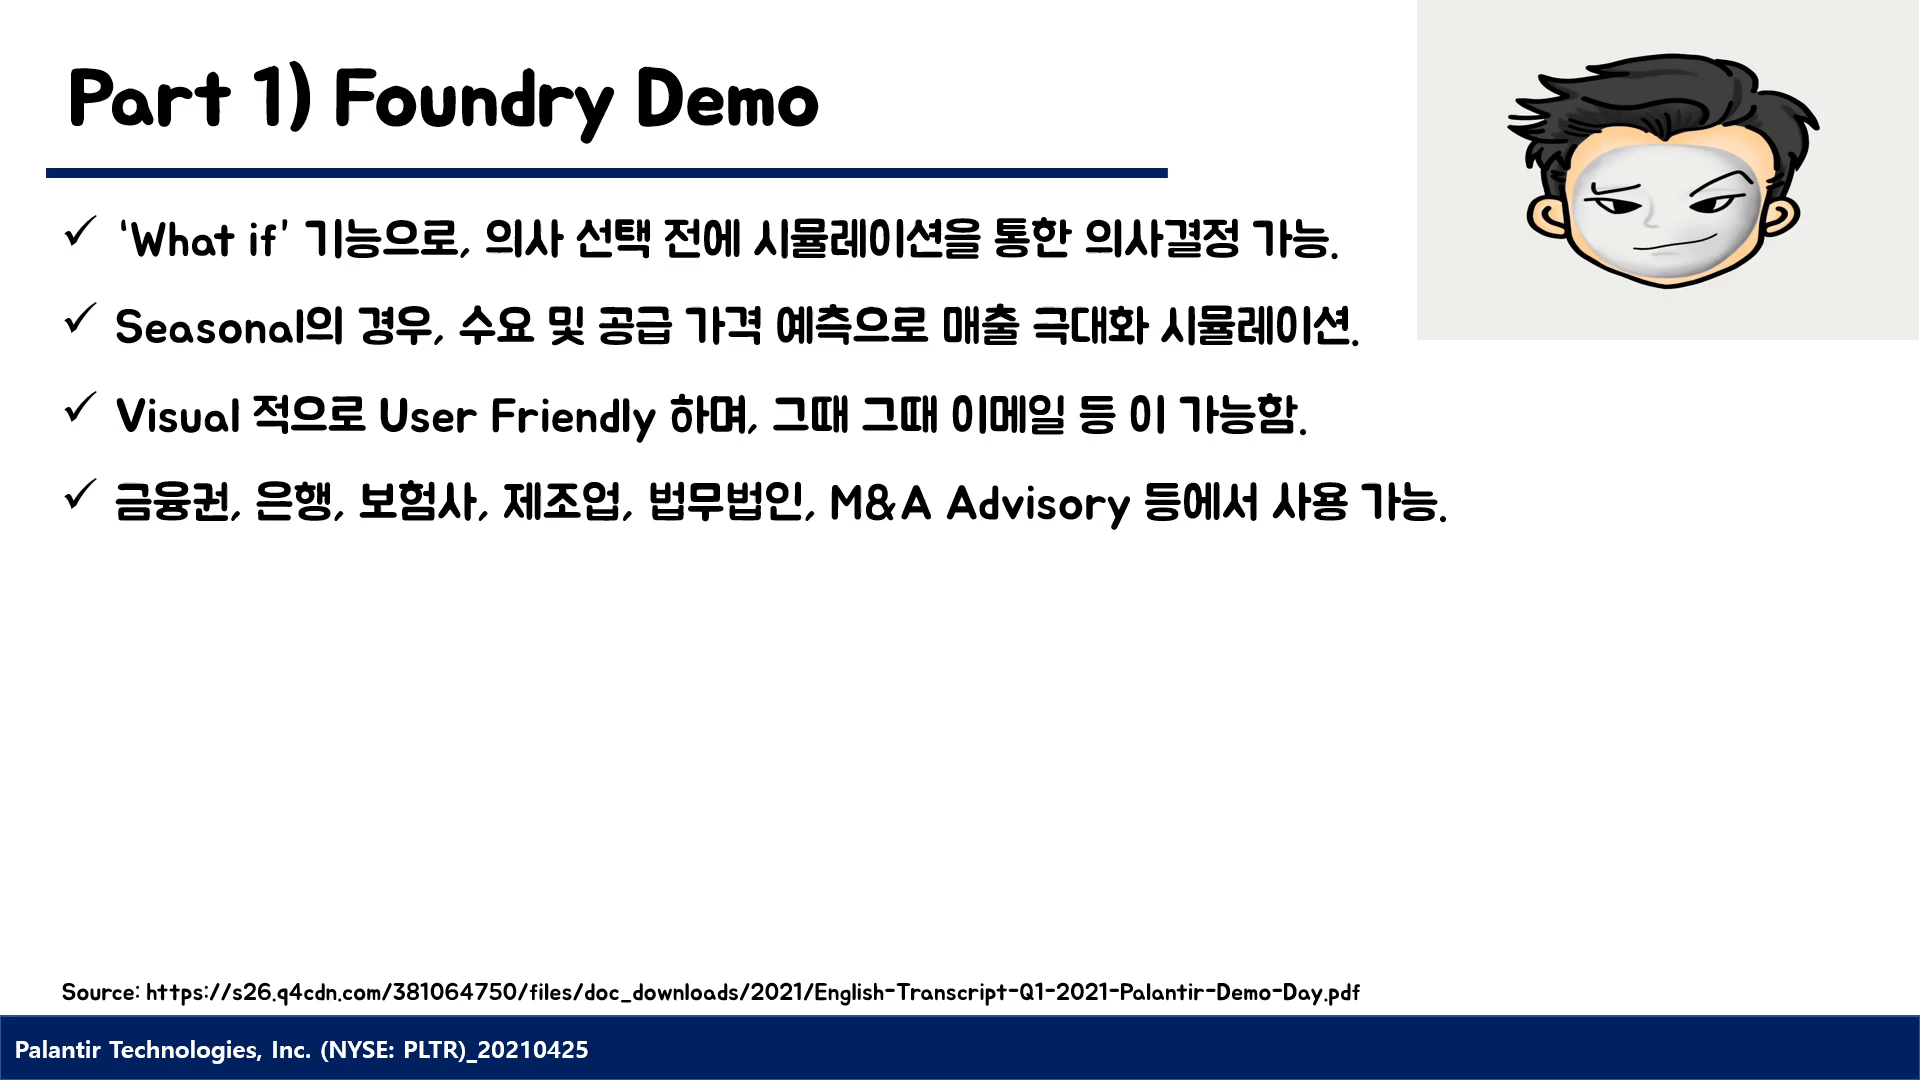 Part 1) Foundry Demo
✓ ‘What if’ 기능으로, 의사 선택 전에 시뮬레이션을 통한 의사결정 가능.
✓ Seasonal의 경우, 수요 및 공급 가격 예측으로 매출 극대화 시뮬레이션.
✓ Visual 적으로 User Friendly 하며, 그때 그때 이메일 등 이 가능함.
✓ 금융권, 은행, 보험사, 제조업, 법무법인, M&A Advisory 등에서 사용 가능.
Source: https://s26.q4cdn.com/381064750/files/doc_downloads/2021/English-Transcript-Q1-2021-Palantir-Demo-Day.pdf
Palantir Technologies, Inc. (NYSE: PLTR)_20210425